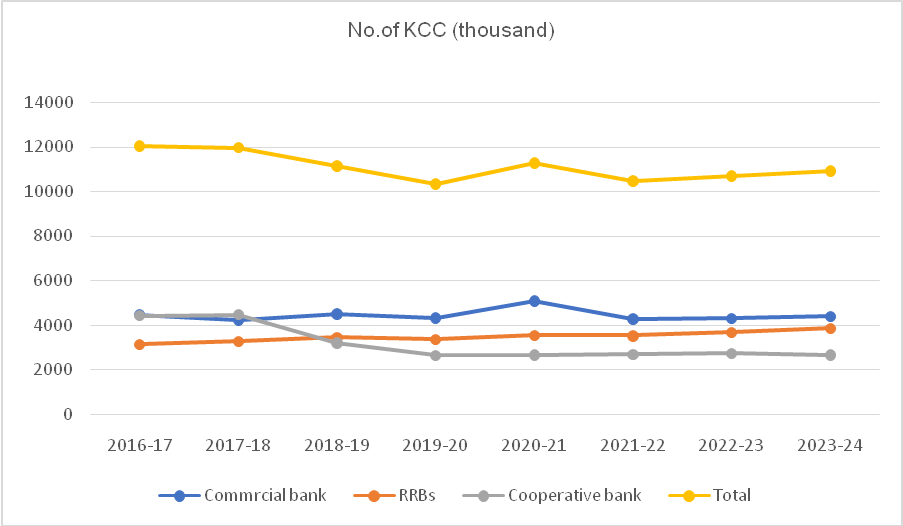 No.of KCC (thousand)
14000
12000
10000
8000
6000
4000
2000
0
2016-17 2017-18 2018-19 2019-20 2020-21 2021-22 2022-23 2023-24
Commrcial bank RRBs Cooperative bank Total